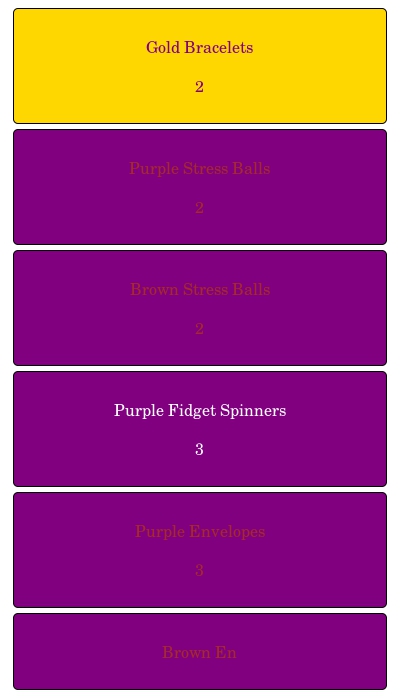 Gold Bracelets
2
Purple Stress Balls
2
Brown Stress Balls
2
Purple Fidget Spinners
3
Purple Envelopes
3
Brown En